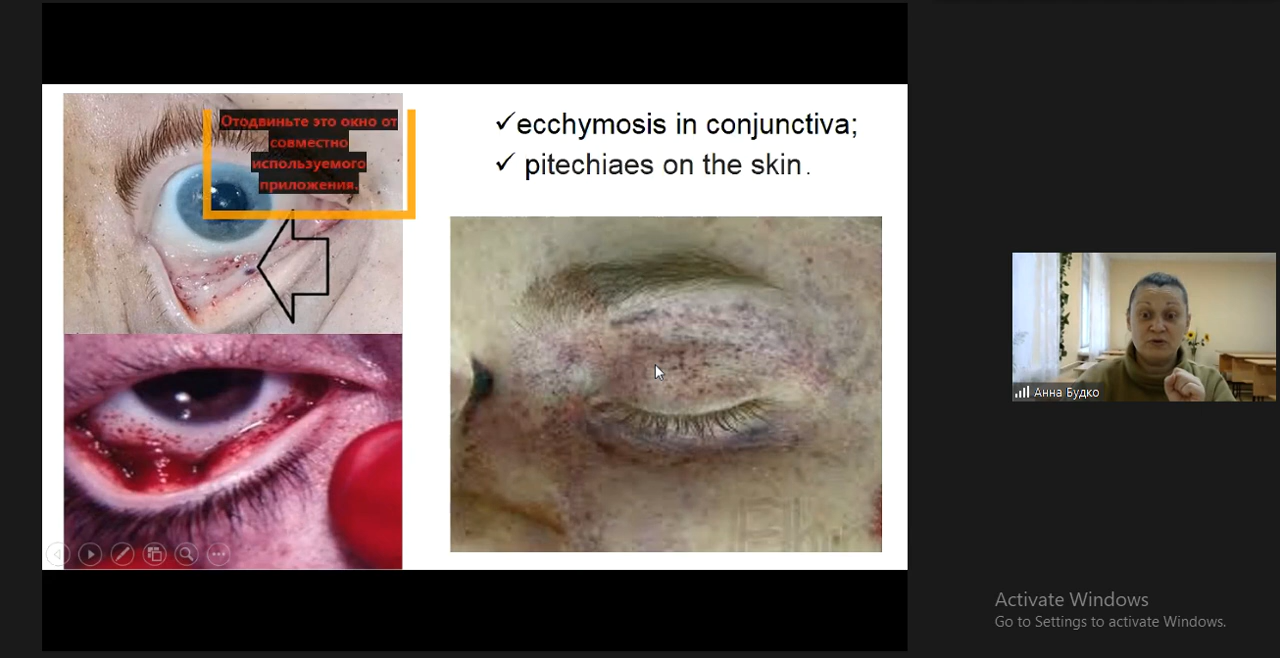 Отодвиньте это окно от
совместно
используемого
приложения.
✓ecchymosis in conjunctiva;
✓ pitechiaes on the skin.
Анна Будко
Activate Windows
Go to Settings to activate Windows.